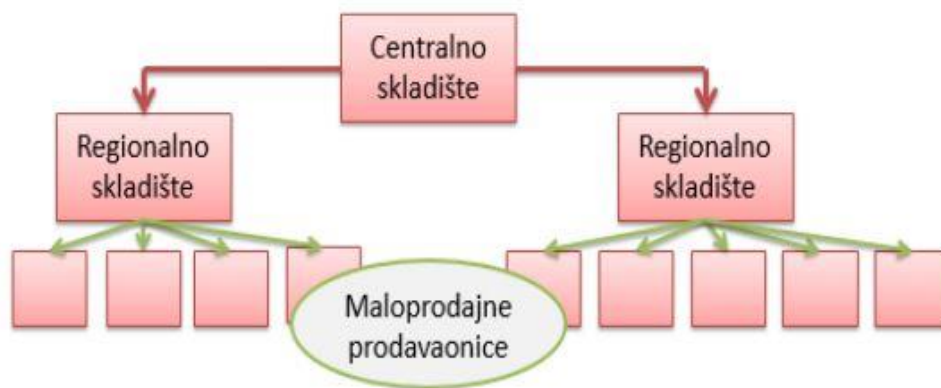 Centralno
skladište
Regionalno
skladište
Regionalno
skladište
Maloprodajne
prodavaonice